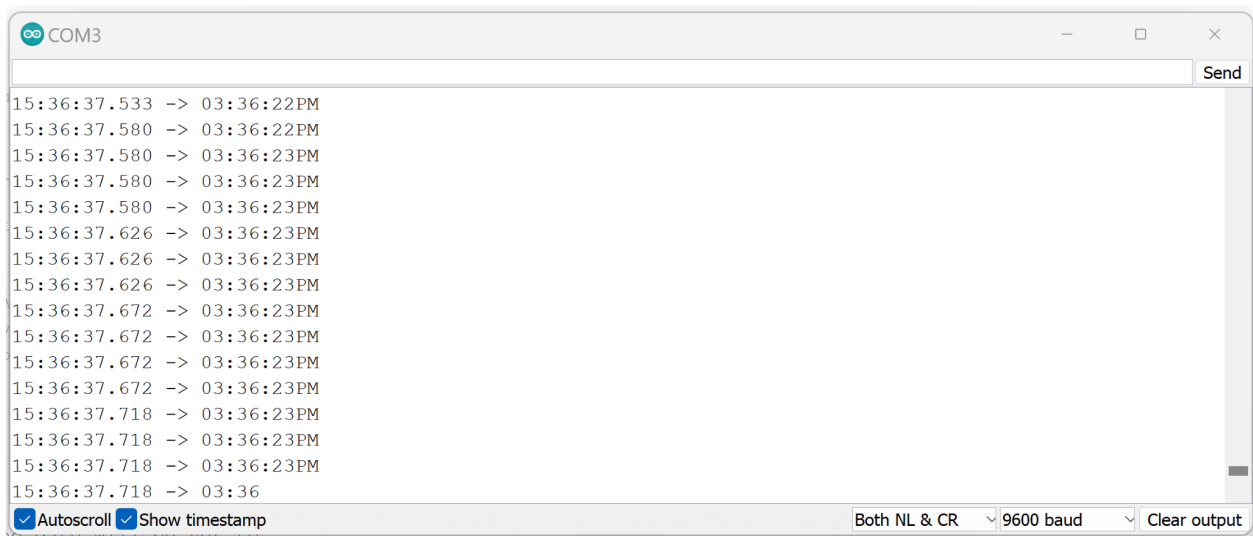 COM3
Send
15:36:37.533 -> 03:36:22PM
15:36:37.580 -> 03:36:22PM
15:36:37.580 -> 03:36:23PM
15:36:37.580 -> 03:36:23PM
15:36:37.580 -> 03:36:23PM
15:36:37.626 -> 03:36:23PM
15:36:37.626 -> 03:36:23PM
15:36:37.626 -> 03:36:23PM
15:36:37.672 -> 03:36:23PM
15:36:37.672 -> 03:36:23PM
15:36:37.672 -> 03:36:23PM
15:36:37.672 -> 03:36:23PM
15:36:37.718 -> 03:36:23PM
15:36:37.718 -> 03:36:23PM
15:36:37.718 -> 03:36:23PM
15:36:37.718 -> 03:36
Autoscroll Show timestamp Both NL & CR 9600 baud Clear output